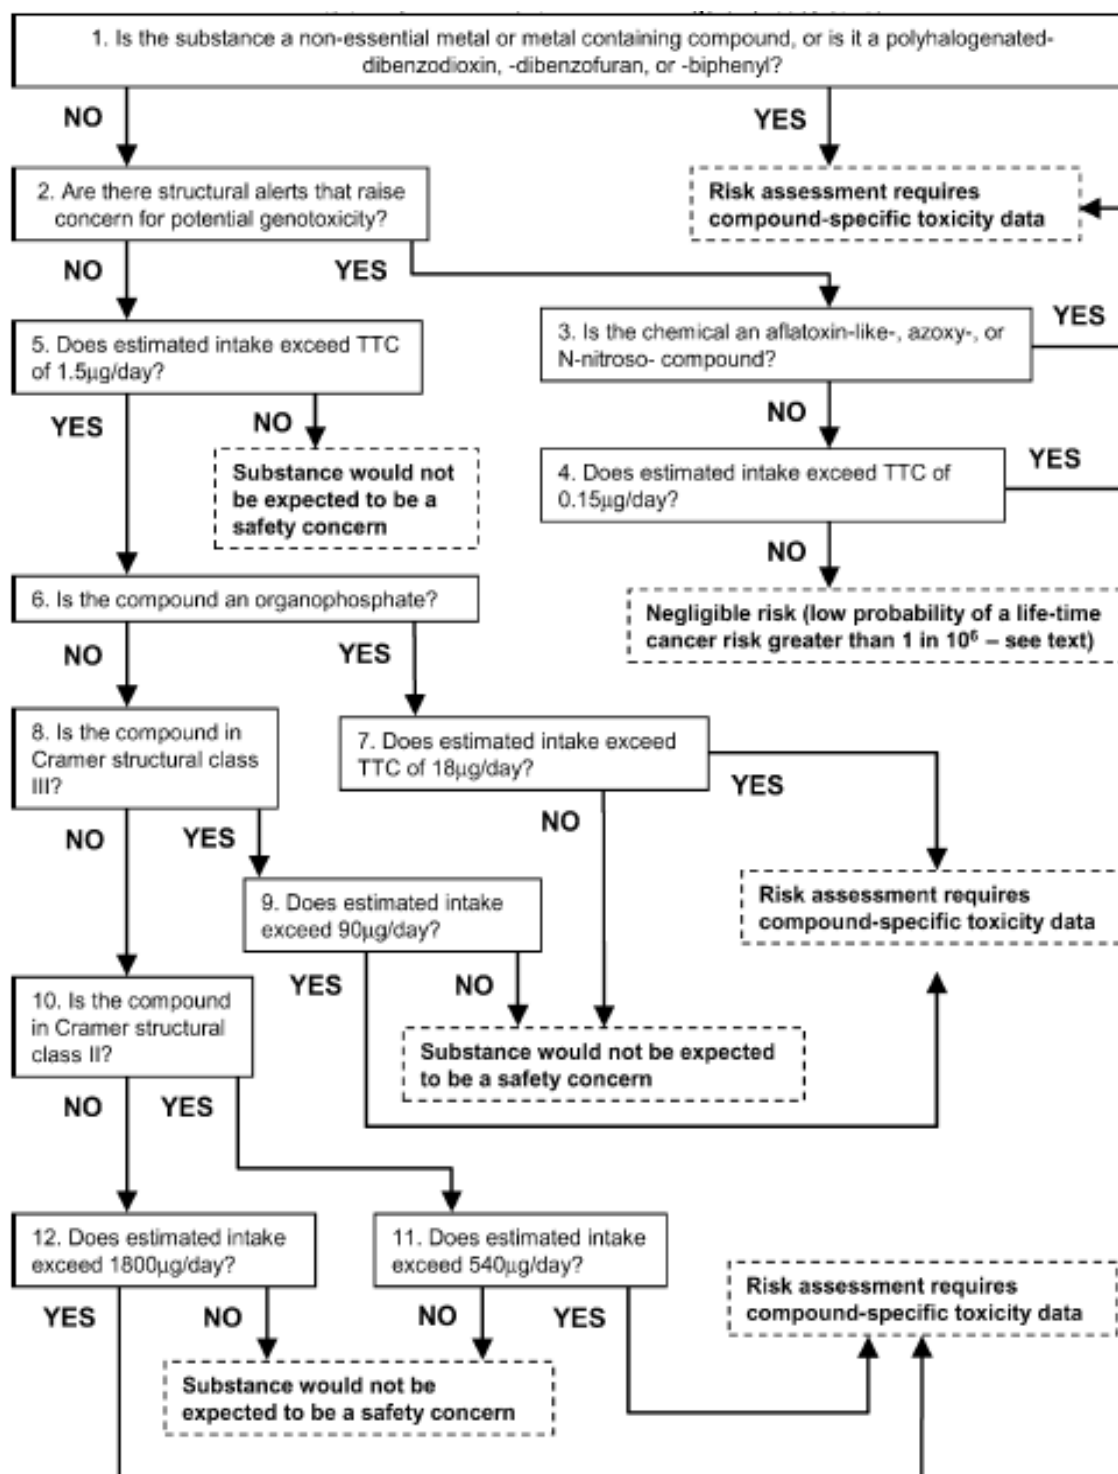 1. Is the substance a non-essential metal or metal containing compound, or is it a polyhalogenated-
dibenzodioxin, -dibenzofuran, or -biphenyl?
NO
YES
2. Are there structural alerts that raise
concern for potential genotoxicity?
Risk assessment requires
compound-specific toxicity data
NO
YES
3. Is the chemical an aflatoxin-like-, azoxy-, or
N-nitroso- compound?
YES
5. Does estimated intake exceed TTC
of 1.5μg/day?
YES
NO
NO
Substance would not
be expected to be a
safety concern
4. Does estimated intake exceed TTC of
0.15μg/day?
YES
NO
6. Is the compound an organophosphate?
Negligible risk (low probability of a life-time
cancer risk greater than 1 in 10⁶ – see text)
NO
YES
8. Is the compound in
Cramer structural class
III?
7. Does estimated intake exceed
TTC of 18μg/day?
YES
NO
NO
YES
9. Does estimated intake
exceed 90μg/day?
Risk assessment requires
compound-specific toxicity data
YES
NO
10. Is the compound
in Cramer structural
class II?
Substance would not be expected
to be a safety concern
NO
YES
12. Does estimated intake
exceed 1800μg/day?
11. Does estimated intake
exceed 540μg/day?
Risk assessment requires
compound-specific toxicity data
YES
NO
NO
YES
Substance would not be
expected to be a safety concern